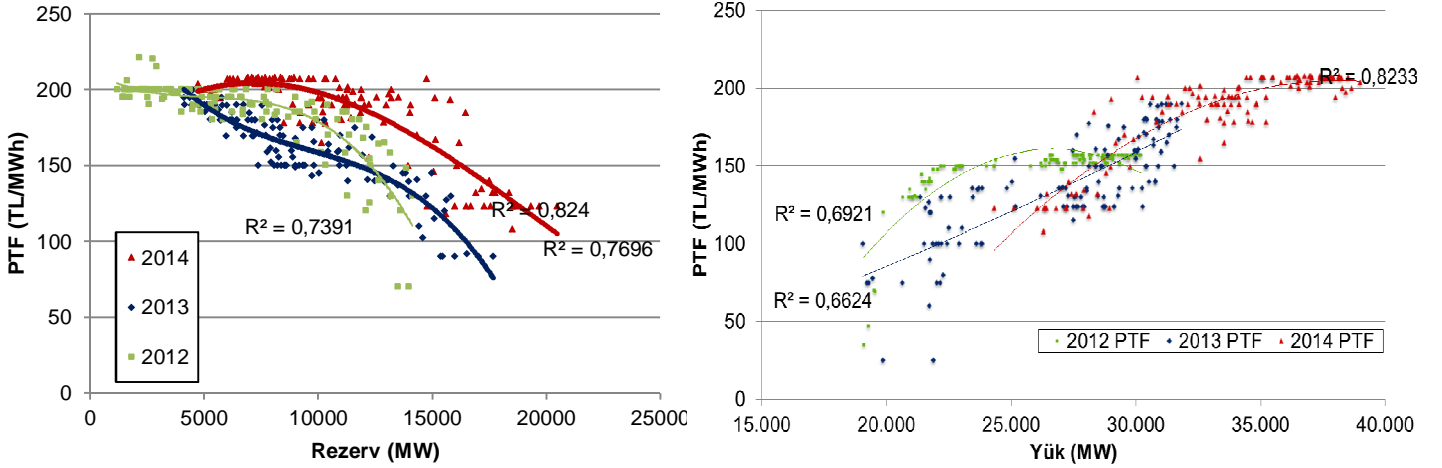 250
200
150
100
50
0
PTF (TL/MWh)
R² = 0,7391
R² = 0,824
R² = 0,7696
2014
2013
2012
0 5000 10000 15000 20000 25000
Rezerv (MW)
250
200
150
100
50
0
PTF (TL/MWh)
R² = 0,8233
R² = 0,6921
R² = 0,6624
2012 PTF 2013 PTF 2014 PTF
15.000 20.000 25.000 30.000 35.000 40.000
Yük (MW)